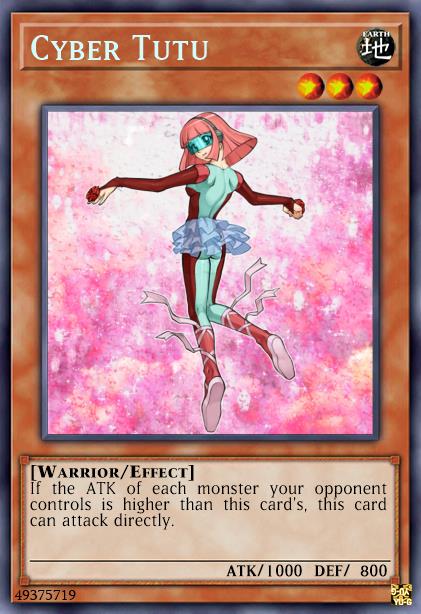 CYBER TUTU
EARTH
地
[WARRIOR/EFFECT]
If the ATK of each monster your opponent
controls is higher than this card's, this card
can attack directly.
ATK/1000 DEF/ 800
49375719